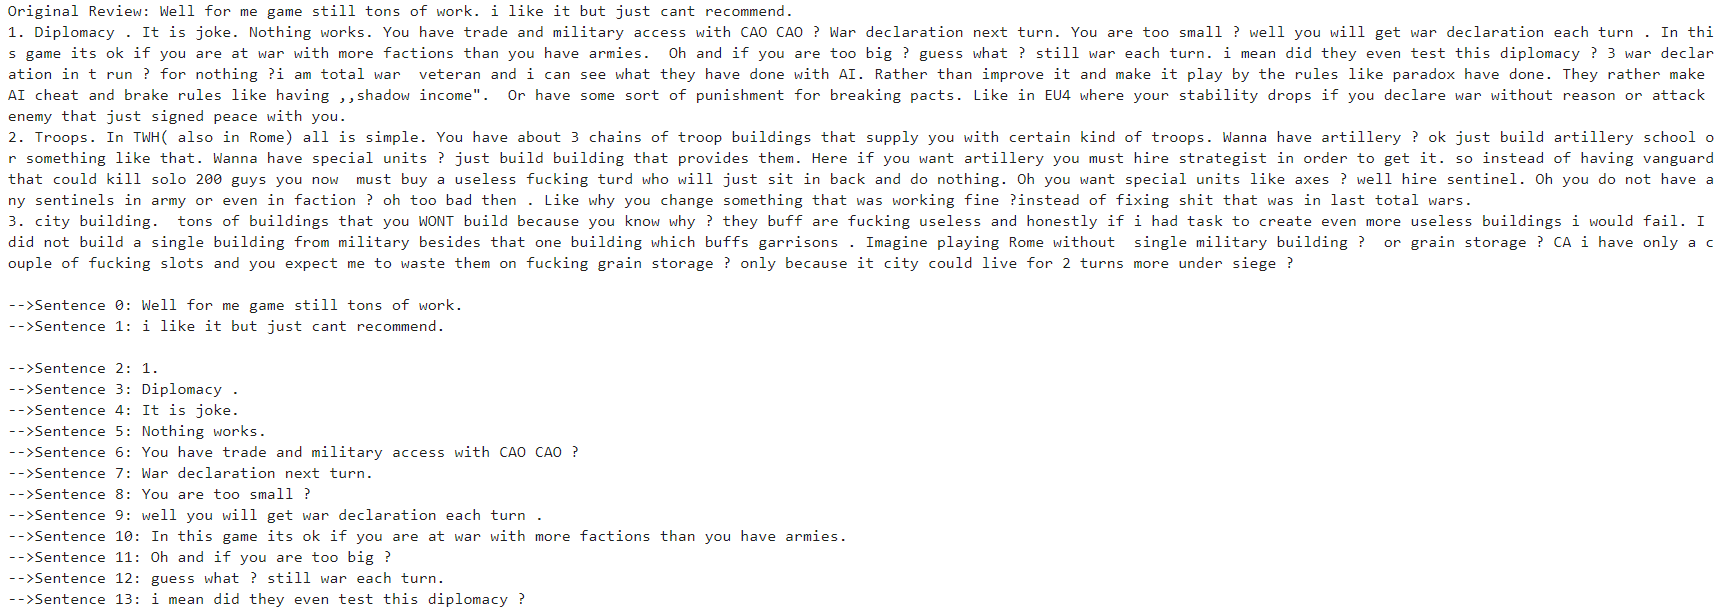 Original Review: Well for me game still tons of work. i like it but just cant recommend.
1. Diplomacy . It is joke. Nothing works. You have trade and military access with CAO CAO ? War declaration next turn. You are too small ? well you will get war declaration each turn . In thi
s game its ok if you are at war with more factions than you have armies.  Oh and if you are too big ? guess what ? still war each turn. i mean did they even test this diplomacy ? 3 war declar
ation in t run ? for nothing ?i am total war  veteran and i can see what they have done with AI. Rather than improve it and make it play by the rules like paradox have done. They rather make
AI cheat and brake rules like having ,,shadow income".  Or have some sort of punishment for breaking pacts. Like in EU4 where your stability drops if you declare war without reason or attack
enemy that just signed peace with you.
2. Troops. In TWH( also in Rome) all is simple. You have about 3 chains of troop buildings that supply you with certain kind of troops. Wanna have artillery ? ok just build artillery school o
r something like that. Wanna have special units ? just build building that provides them. Here if you want artillery you must hire strategist in order to get it. so instead of having vanguard
that could kill solo 200 guys you now  must buy a useless fucking turd who will just sit in back and do nothing. Oh you want special units like axes ? well hire sentinel. Oh you do not have a
ny sentinels in army or even in faction ? oh too bad then . Like why you change something that was working fine ?instead of fixing shit that was in last total wars.
3. city building.  tons of buildings that you WONT build because you know why ? they buff are fucking useless and honestly if i had task to create even more useless buildings i would fail. I
did not build a single building from military besides that one building which buffs garrisons . Imagine playing Rome without  single military building ?  or grain storage ? CA i have only a c
ouple of fucking slots and you expect me to waste them on fucking grain storage ? only because it city could live for 2 turns more under siege ?
-->Sentence 0: Well for me game still tons of work.
-->Sentence 1: i like it but just cant recommend.
-->Sentence 2: 1.
-->Sentence 3: Diplomacy .
-->Sentence 4: It is joke.
-->Sentence 5: Nothing works.
-->Sentence 6: You have trade and military access with CAO CAO ?
-->Sentence 7: War declaration next turn.
-->Sentence 8: You are too small ?
-->Sentence 9: well you will get war declaration each turn .
-->Sentence 10: In this game its ok if you are at war with more factions than you have armies.
-->Sentence 11: Oh and if you are too big ?
-->Sentence 12: guess what ? still war each turn.
-->Sentence 13: i mean did they even test this diplomacy ?